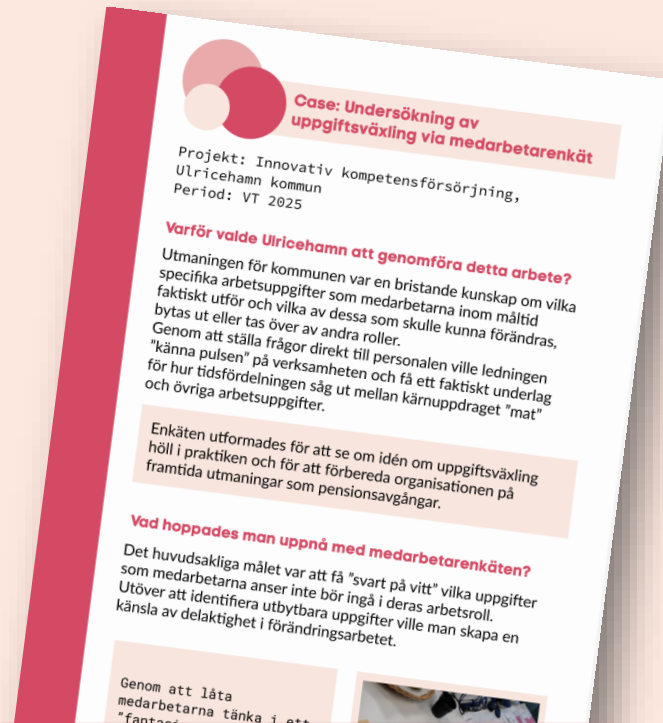 Case: Undersökning av
uppgiftsväxling via medarbetarenkät
Projekt: Innovativ kompetensförsörjning,
Ulricehamn kommun
Period: VT 2025
Varför valde Ulricehamn att genomföra detta arbete?
Utmaningen för kommunen var en bristande kunskap om vilka
specifika arbetsuppgifter som medarbetarna inom måltid
faktiskt utför och vilka av dessa som skulle kunna förändras,
bytas ut eller tas över av andra roller.
Genom att ställa frågor direkt till personalen ville ledningen
”känna pulsen” på verksamheten och få ett faktiskt underlag
för hur tidsfördelningen såg ut mellan kärnuppdraget ”mat”
och övriga arbetsuppgifter.
Enkäten utformades för att se om idén om uppgiftsväxling
höll i praktiken och för att förbereda organisationen på
framtida utmaningar som pensionsavgångar.
Vad hoppades man uppnå med medarbetarenkäten?
Det huvudsakliga målet var att få ”svart på vitt” vilka uppgifter
som medarbetarna anser inte bör ingå i deras arbetsroll.
Utöver att identifiera utbytbara uppgifter ville man skapa en
känsla av delaktighet i förändringsarbetet.
Genom att låta
medarbetarna tänka i ett